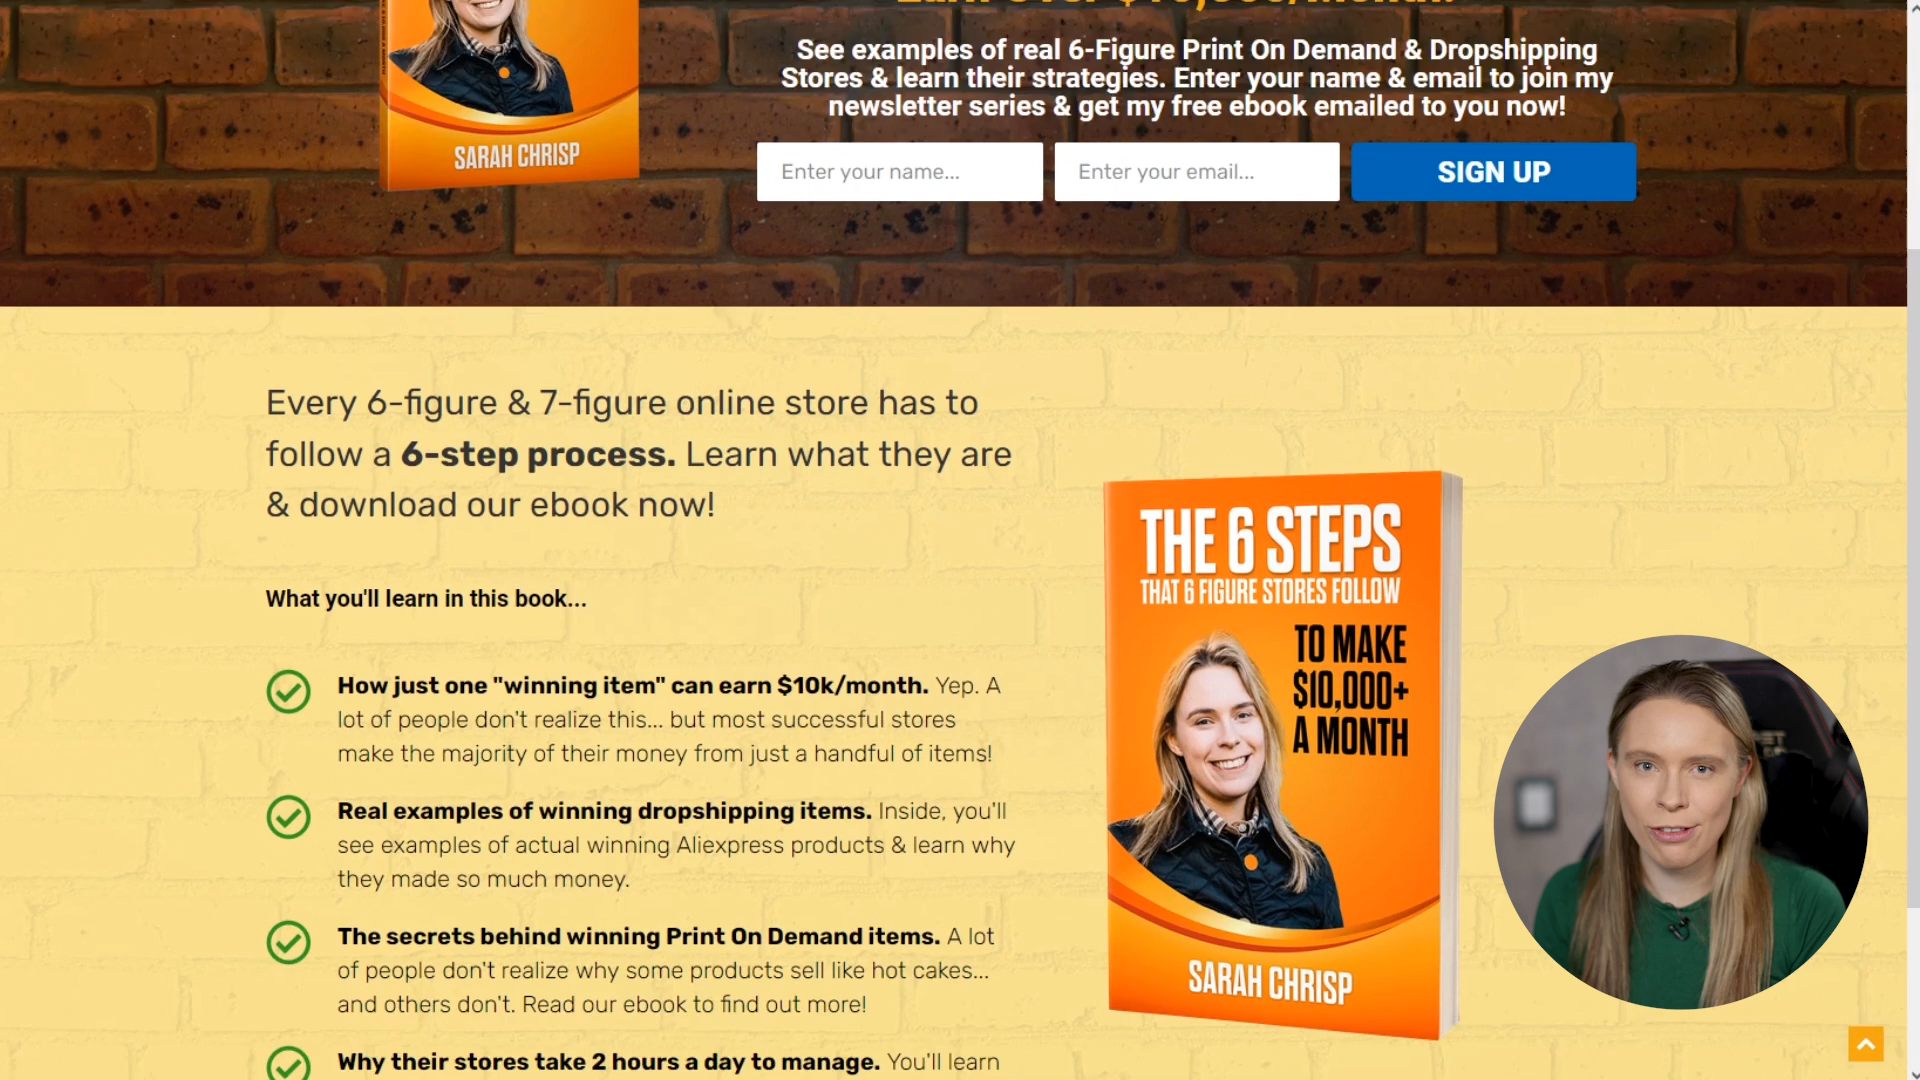 See examples of real 6-Figure Print On Demand & Dropshipping
Stores & learn their strategies. Enter your name & email to join my
newsletter series & get my free ebook emailed to you now!
SARAH CHRISP
Enter your name...
Enter your email...
SIGN UP
Every 6-figure & 7-figure online store has to
follow a 6-step process. Learn what they are
& download our ebook now!
What you'll learn in this book...
How just one "winning item" can earn $10k/month. Yep. A
lot of people don't realize this... but most successful stores
make the majority of their money from just a handful of items!
Real examples of winning dropshipping items. Inside, you'll
see examples of actual winning Aliexpress products & learn why
they made so much money.
The secrets behind winning Print On Demand items. A lot
of people don't realize why some products sell like hot cakes...
and others don't. Read our ebook to find out more!
Why their stores take 2 hours a day to manage. You'll learn
THE 6 STEPS
THAT 6 FIGURE STORES FOLLOW
TO MAKE
$10,000+
A MONTH
SARAH CHRISP